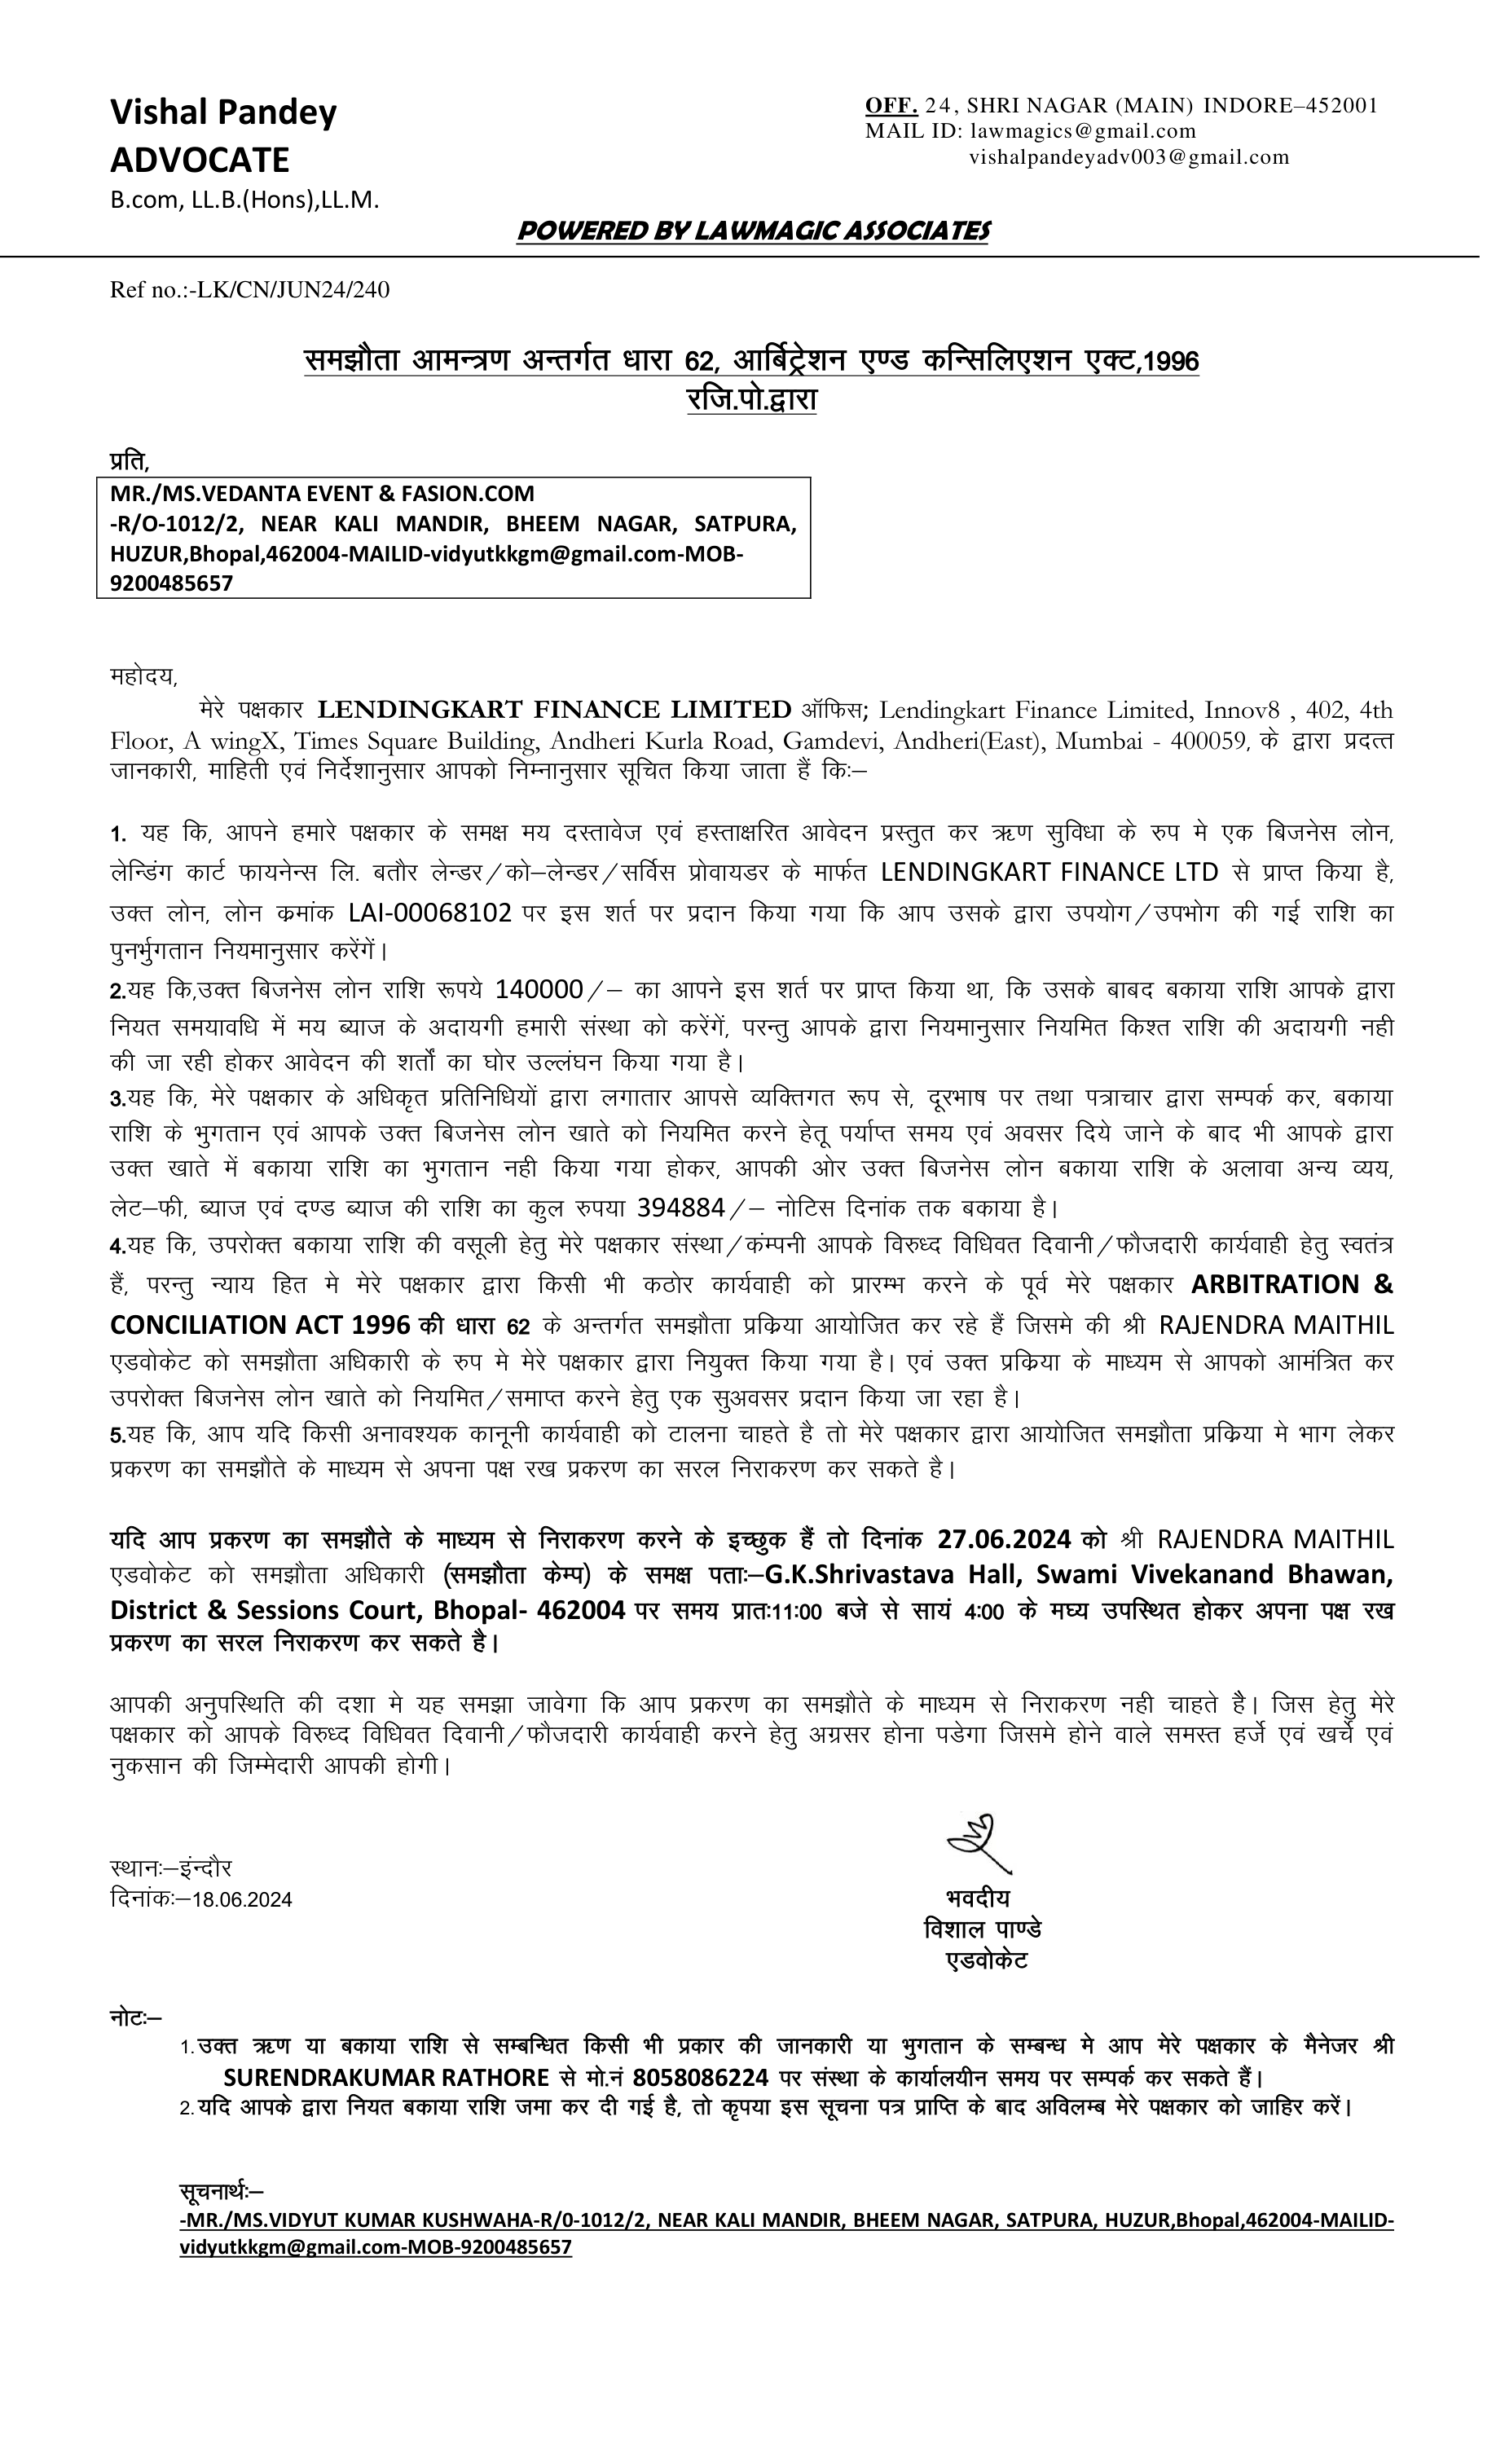 Vishal Pandey
ADVOCATE
B.com, LL.B.(Hons),LL.M.
OFF. 24, SHRI NAGAR (MAIN) INDORE–452001
MAIL ID: lawmagics@gmail.com
vishalpandeyadv003@gmail.com
POWERED BY LAWMAGIC ASSOCIATES
Ref no.:-LK/CN/JUN24/240
समझौता आमन्त्रण अन्तर्गत धारा 62, आर्बिट्रेशन एण्ड कन्सिलिएशन एक्ट,1996
रजि.पो.द्वारा
प्रति,
MR./MS.VEDANTA EVENT & FASION.COM
-R/O-1012/2, NEAR KALI MANDIR, BHEEM NAGAR, SATPURA,
HUZUR,Bhopal,462004-MAILID-vidyutkkgm@gmail.com-MOB-
9200485657
महोदय,
मेरे पक्षकार LENDINGKART FINANCE LIMITED ऑफिस; Lendingkart Finance Limited, Innov8 , 402, 4th
Floor, A wingX, Times Square Building, Andheri Kurla Road, Gamdevi, Andheri(East), Mumbai - 400059, के द्वारा प्रदत्त
जानकारी, माहिती एवं निर्देशानुसार आपको निम्नानुसार सूचित किया जाता हैं किः–
1. यह कि, आपने हमारे पक्षकार के समक्ष मय दस्तावेज एवं हस्ताक्षरित आवेदन प्रस्तुत कर ऋण सुविधा के रुप मे एक बिजनेस लोन,
लेन्डिंग कार्ट फायनेन्स लि. बतौर लेन्डर/को–लेन्डर/सर्विस प्रोवायडर के मार्फत LENDINGKART FINANCE LTD से प्राप्त किया है,
उक्त लोन, लोन क्रमांक LAI-00068102 पर इस शर्त पर प्रदान किया गया कि आप उसके द्वारा उपयोग/उपभोग की गई राशि का
पुनर्भुगतान नियमानुसार करेंगें।
2.यह कि,उक्त बिजनेस लोन राशि रूपये 140000/– का आपने इस शर्त पर प्राप्त किया था, कि उसके बाबद बकाया राशि आपके द्वारा
नियत समयावधि में मय ब्याज के अदायगी हमारी संस्था को करेंगें, परन्तु आपके द्वारा नियमानुसार नियमित किश्त राशि की अदायगी नही
की जा रही होकर आवेदन की शर्तों का घोर उल्लंघन किया गया है।
3.यह कि, मेरे पक्षकार के अधिकृत प्रतिनिधियों द्वारा लगातार आपसे व्यक्तिगत रूप से, दूरभाष पर तथा पत्राचार द्वारा सम्पर्क कर, बकाया
राशि के भुगतान एवं आपके उक्त बिजनेस लोन खाते को नियमित करने हेतू पर्याप्त समय एवं अवसर दिये जाने के बाद भी आपके द्वारा
उक्त खाते में बकाया राशि का भुगतान नही किया गया होकर, आपकी ओर उक्त बिजनेस लोन बकाया राशि के अलावा अन्य व्यय,
लेट–फी, ब्याज एवं दण्ड ब्याज की राशि का कुल रुपया 394884/– नोटिस दिनांक तक बकाया है।
4.यह कि, उपरोक्त बकाया राशि की वसूली हेतु मेरे पक्षकार संस्था/कंम्पनी आपके विरुध्द विधिवत दिवानी/फौजदारी कार्यवाही हेतु स्वतंत्र
हैं, परन्तु न्याय हित मे मेरे पक्षकार द्वारा किसी भी कठोर कार्यवाही को प्रारम्भ करने के पूर्व मेरे पक्षकार ARBITRATION &
CONCILIATION ACT 1996 की धारा 62 के अन्तर्गत समझौता प्रक्रिया आयोजित कर रहे हैं जिसमे की श्री RAJENDRA MAITHIL
एडवोकेट को समझौता अधिकारी के रुप मे मेरे पक्षकार द्वारा नियुक्त किया गया है। एवं उक्त प्रक्रिया के माध्यम से आपको आमंत्रित कर
उपरोक्त बिजनेस लोन खाते को नियमित/समाप्त करने हेतु एक सुअवसर प्रदान किया जा रहा है।
5.यह कि, आप यदि किसी अनावश्यक कानूनी कार्यवाही को टालना चाहते है तो मेरे पक्षकार द्वारा आयोजित समझौता प्रक्रिया मे भाग लेकर
प्रकरण का समझौते के माध्यम से अपना पक्ष रख प्रकरण का सरल निराकरण कर सकते है।
यदि आप प्रकरण का समझौते के माध्यम से निराकरण करने के इच्छुक हैं तो दिनांक 27.06.2024 को श्री RAJENDRA MAITHIL
एडवोकेट को समझौता अधिकारी (समझौता केम्प) के समक्ष पताः–G.K.Shrivastava Hall, Swami Vivekanand Bhawan,
District & Sessions Court, Bhopal- 462004 पर समय प्रातः11:00 बजे से सायं 4:00 के मघ्य उपस्थित होकर अपना पक्ष रख
प्रकरण का सरल निराकरण कर सकते है।
आपकी अनुपस्थिति की दशा मे यह समझा जावेगा कि आप प्रकरण का समझौते के माध्यम से निराकरण नही चाहते है। जिस हेतु मेरे
पक्षकार को आपके विरुध्द विधिवत दिवानी/फौजदारी कार्यवाही करने हेतु अग्रसर होना पडेगा जिसमे होने वाले समस्त हर्जे एवं खर्चे एवं
नुकसान की जिम्मेदारी आपकी होगी।
स्थानः–इंन्दौर
दिनांकः–18.06.2024
भवदीय
विशाल पाण्डे
एडवोकेट
नोटः–
1.उक्त ऋण या बकाया राशि से सम्बन्धित किसी भी प्रकार की जानकारी या भुगतान के सम्बन्ध मे आप मेरे पक्षकार के मैनेजर श्री
SURENDRAKUMAR RATHORE से मो.नं 8058086224 पर संस्था के कार्यालयीन समय पर सम्पर्क कर सकते हैं।
2.यदि आपके द्वारा नियत बकाया राशि जमा कर दी गई है, तो कृपया इस सूचना पत्र प्राप्ति के बाद अविलम्ब मेरे पक्षकार को जाहिर करें।
सूचनार्थः–
-MR./MS.VIDYUT KUMAR KUSHWAHA-R/0-1012/2, NEAR KALI MANDIR, BHEEM NAGAR, SATPURA, HUZUR,Bhopal,462004-MAILID-
vidyutkkgm@gmail.com-MOB-9200485657